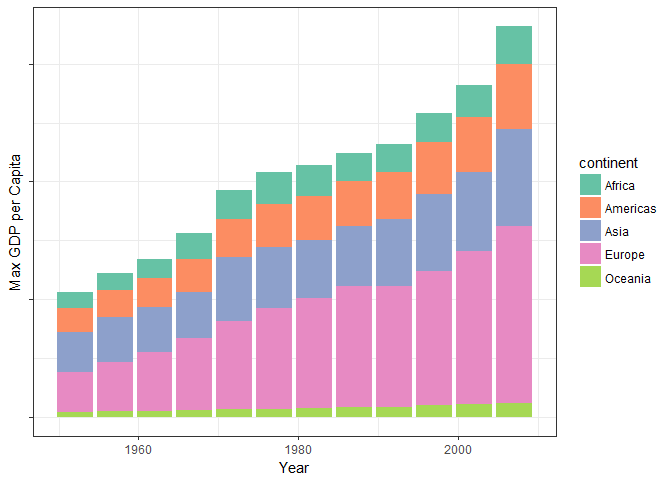 Max GDP per Capita
1960
1980
2000
Year
continent
Africa
Americas
Asia
Europe
Oceania